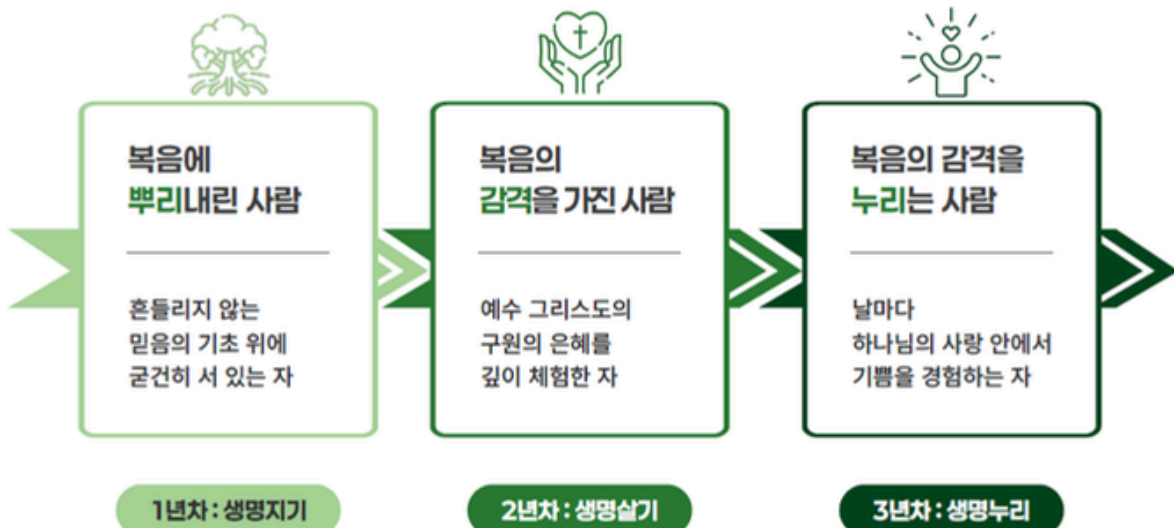 복음에
뿌리내린 사람
흔들리지 않는
믿음의 기초 위에
굳건히 서 있는 자
1년차 : 생명지기
복음의
감격을 가진 사람
예수 그리스도의
구원의 은혜를
깊이 체험한 자
2년차 : 생명살기
복음의 감격을
누리는 사람
날마다
하나님의 사랑 안에서
기쁨을 경험하는 자
3년차 : 생명누리